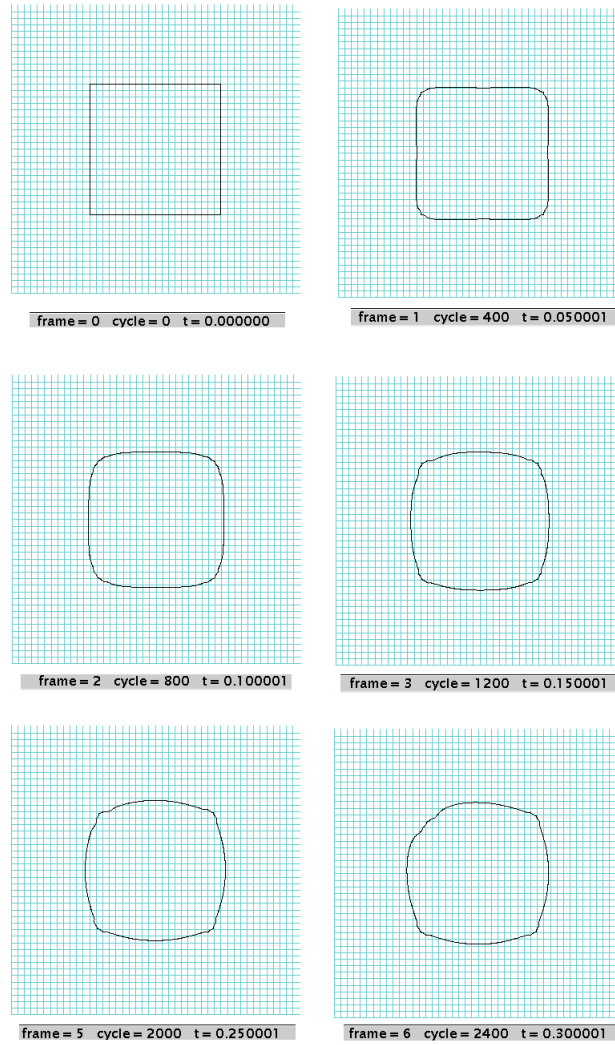 frame = 0 cycle = 0 t = 0.000000
frame = 1 cycle = 400 t = 0.050001
frame = 2 cycle = 800 t = 0.100001
frame = 3 cycle = 1200 t = 0.150001
frame = 5 cycle = 2000 t = 0.250001
frame = 6 cycle = 2400 t = 0.300001